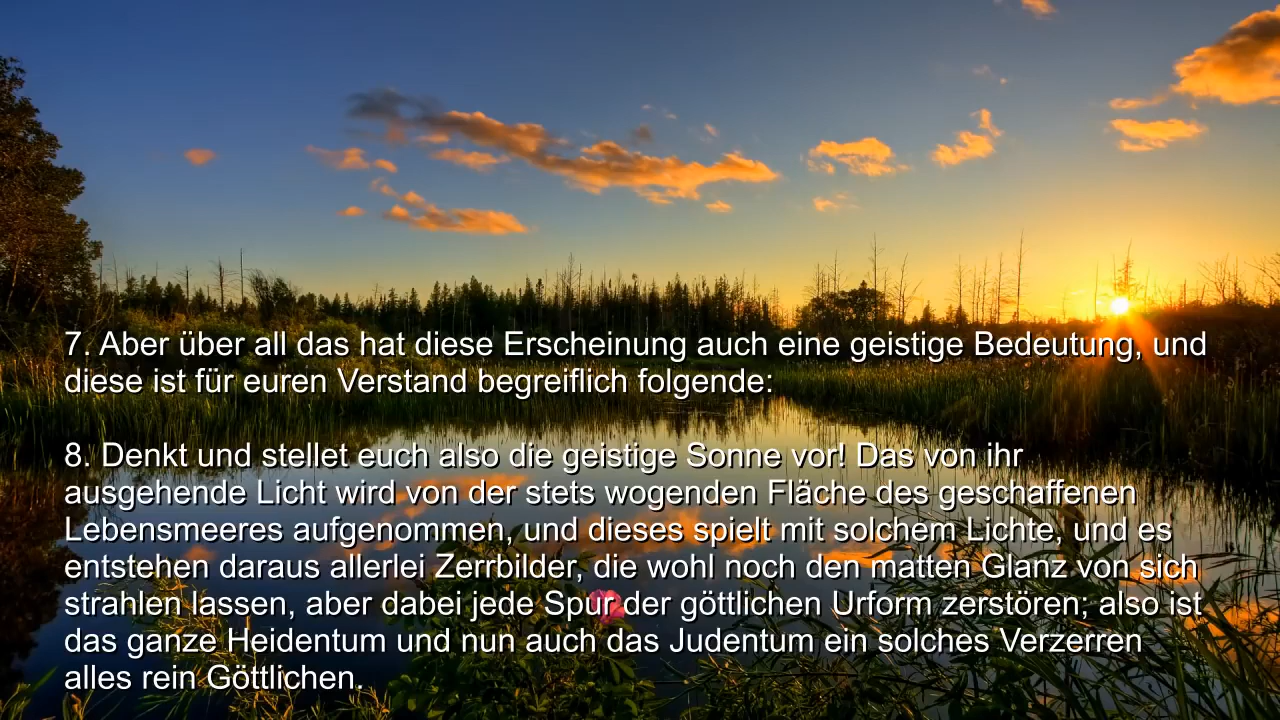 7. Aber über all das hat diese Erscheinung auch eine geistige Bedeutung, und
diese ist für euren Verstand begreiflich folgende:
8. Denkt und stellet euch also die geistige Sonne vor! Das von ihr
ausgehende Licht wird von der stets wogenden Fläche des geschaffenen
Lebensmeeres aufgenommen, und dieses spielt mit solchem Lichte, und es
entstehen daraus allerlei Zerrbilder, die wohl noch den matten Glanz von sich
strahlen lassen, aber dabei jede Spur der göttlichen Urform zerstören; also ist
das ganze Heidentum und nun auch das Judentum ein solches Verzerren
alles rein Göttlichen.